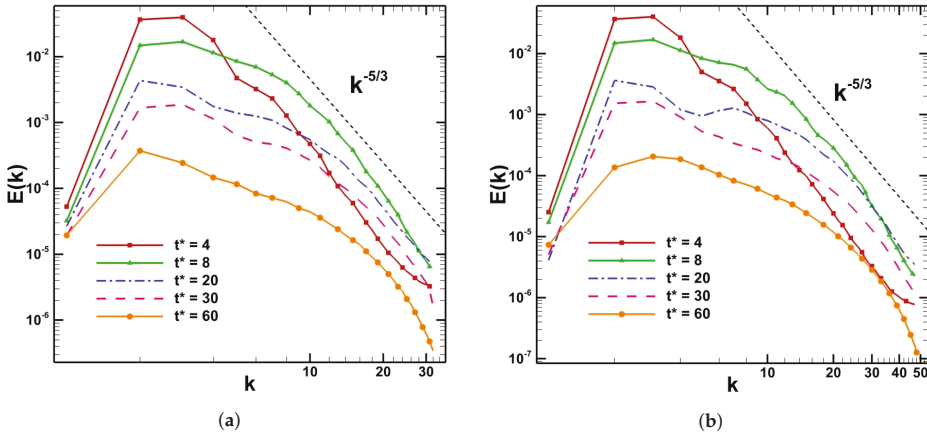 10^-2
10^-3
10^-4
10^-5
10^-6
E(k)
k^-5/3
t* = 4
t* = 8
t* = 20
t* = 30
t* = 60
10
20
30
k
(a)
10^-2
10^-3
10^-4
10^-5
10^-6
10^-7
E(k)
k^-5/3
t* = 4
t* = 8
t* = 20
t* = 30
t* = 60
10
20
30
40
50
k
(b)